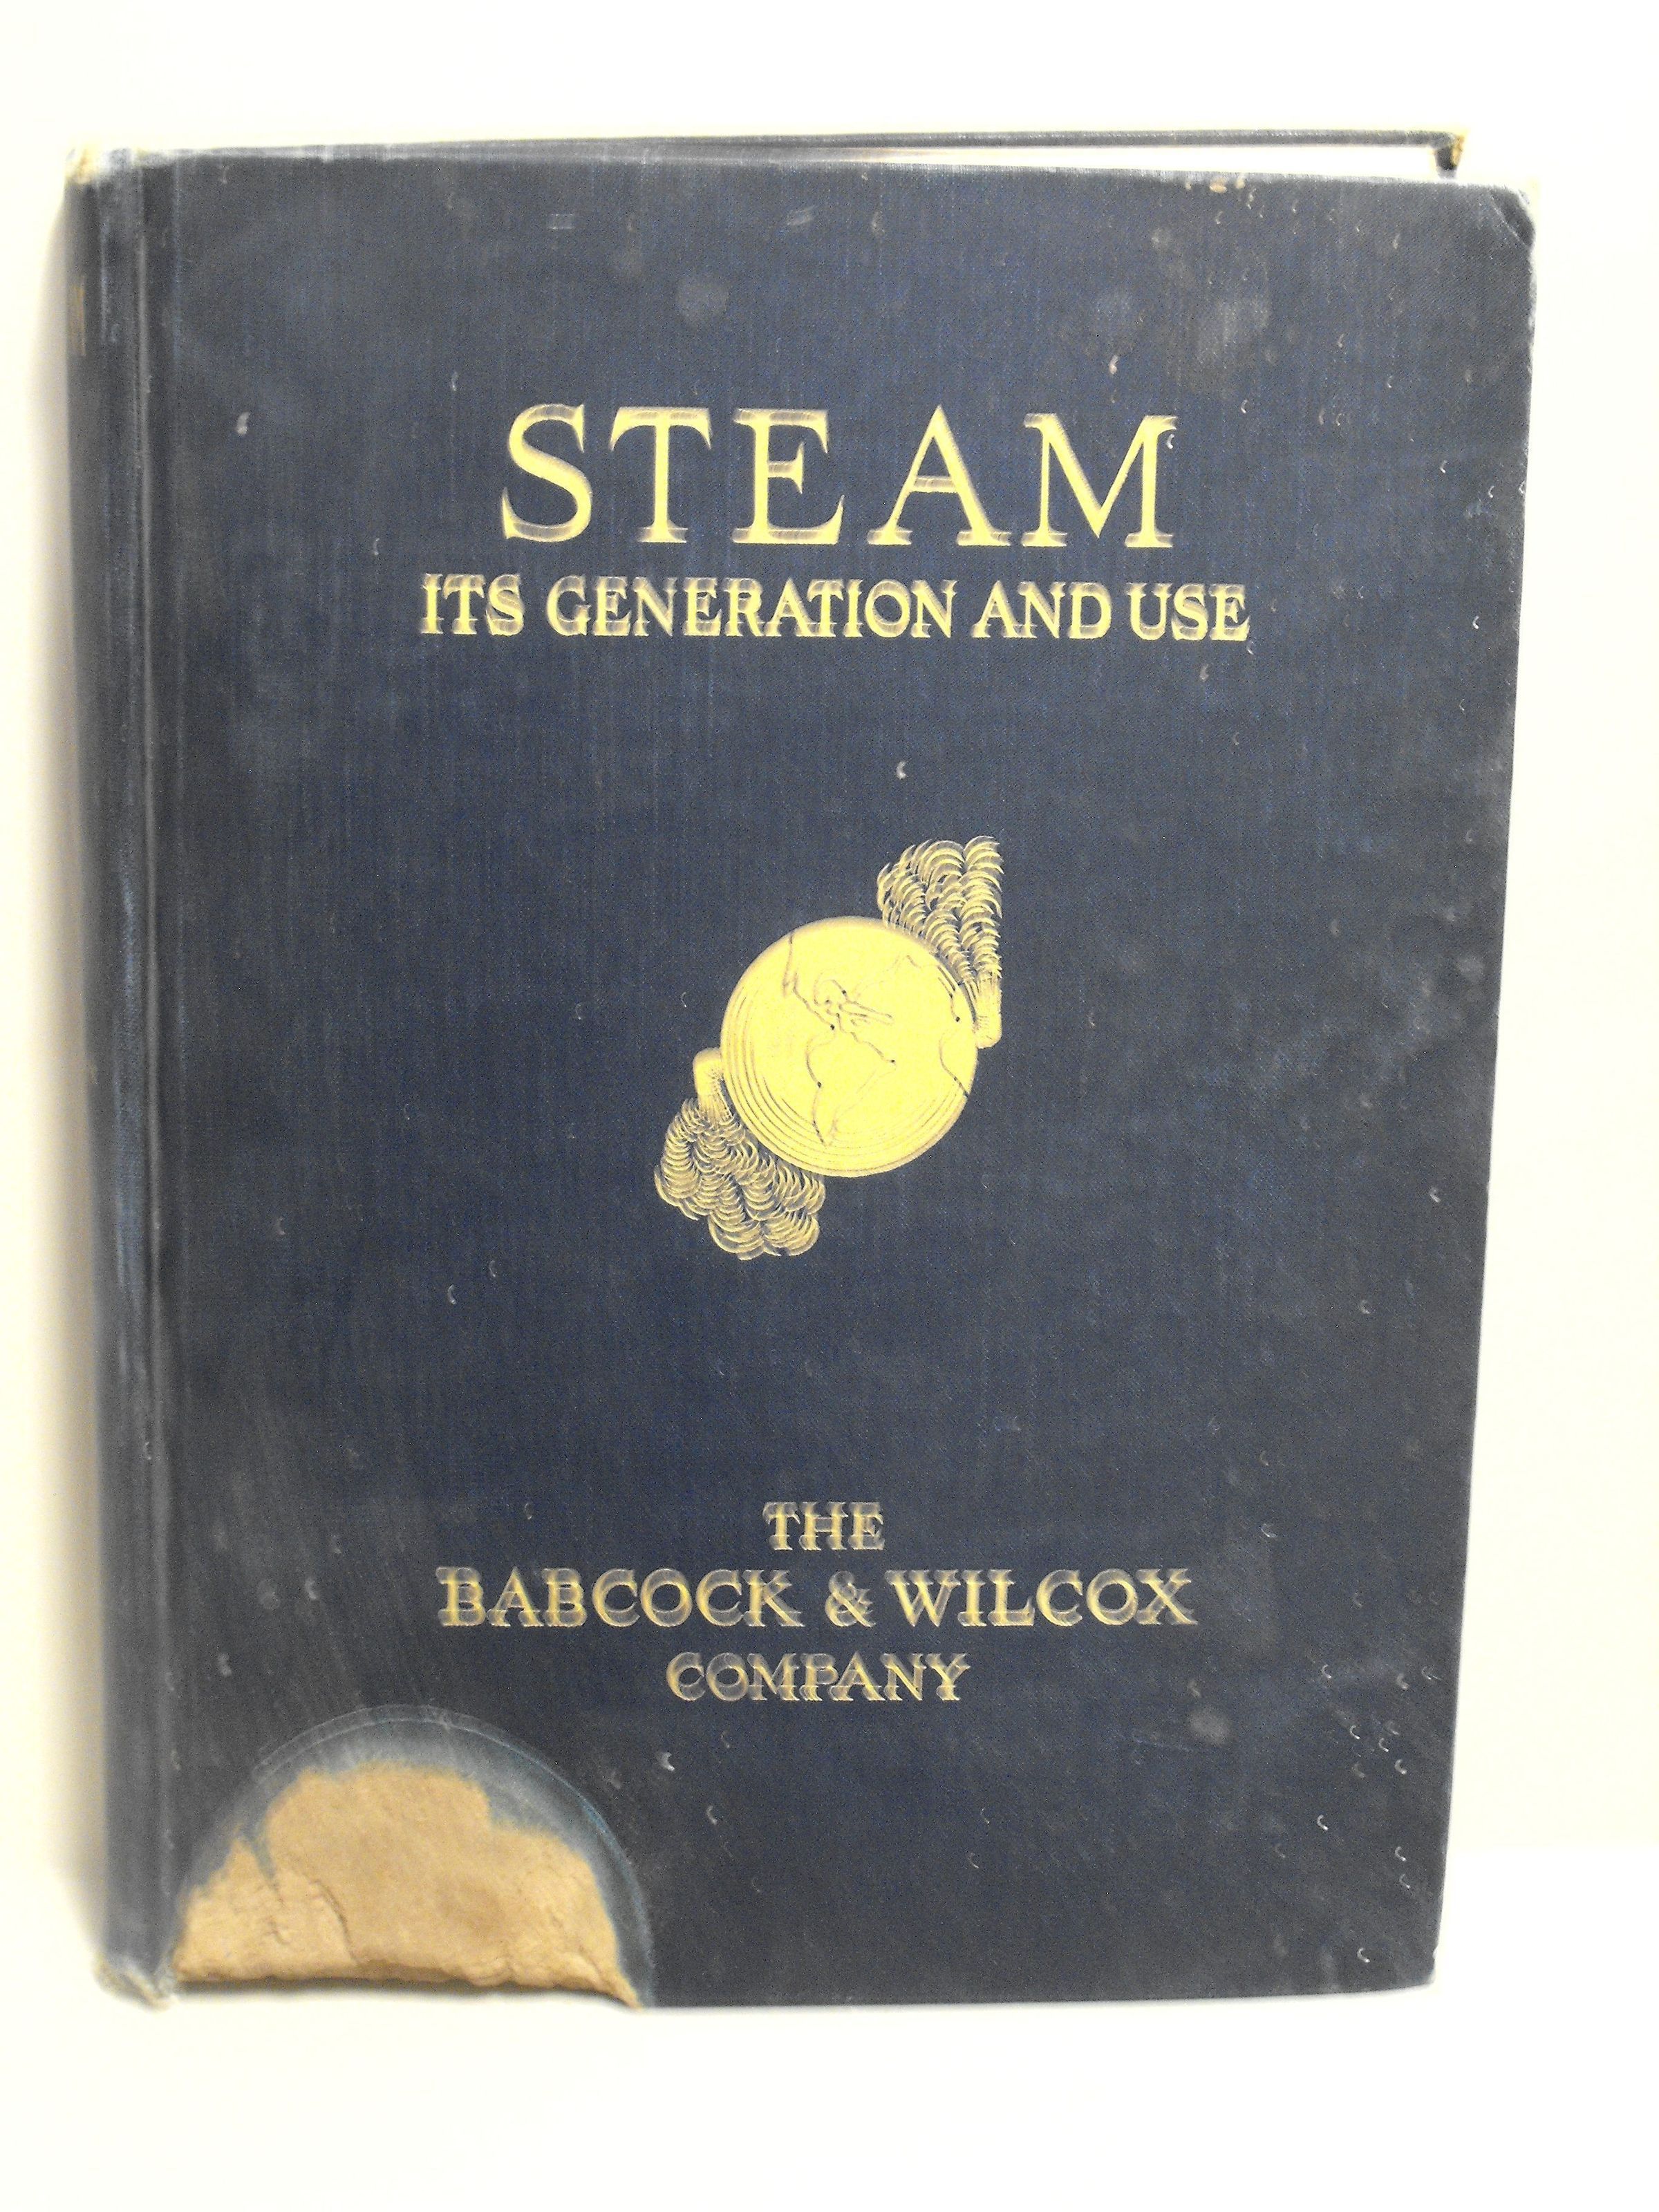 STEAM
ITS GENERATION AND USE
THE
BABCOCK & WILCOX
COMPANY